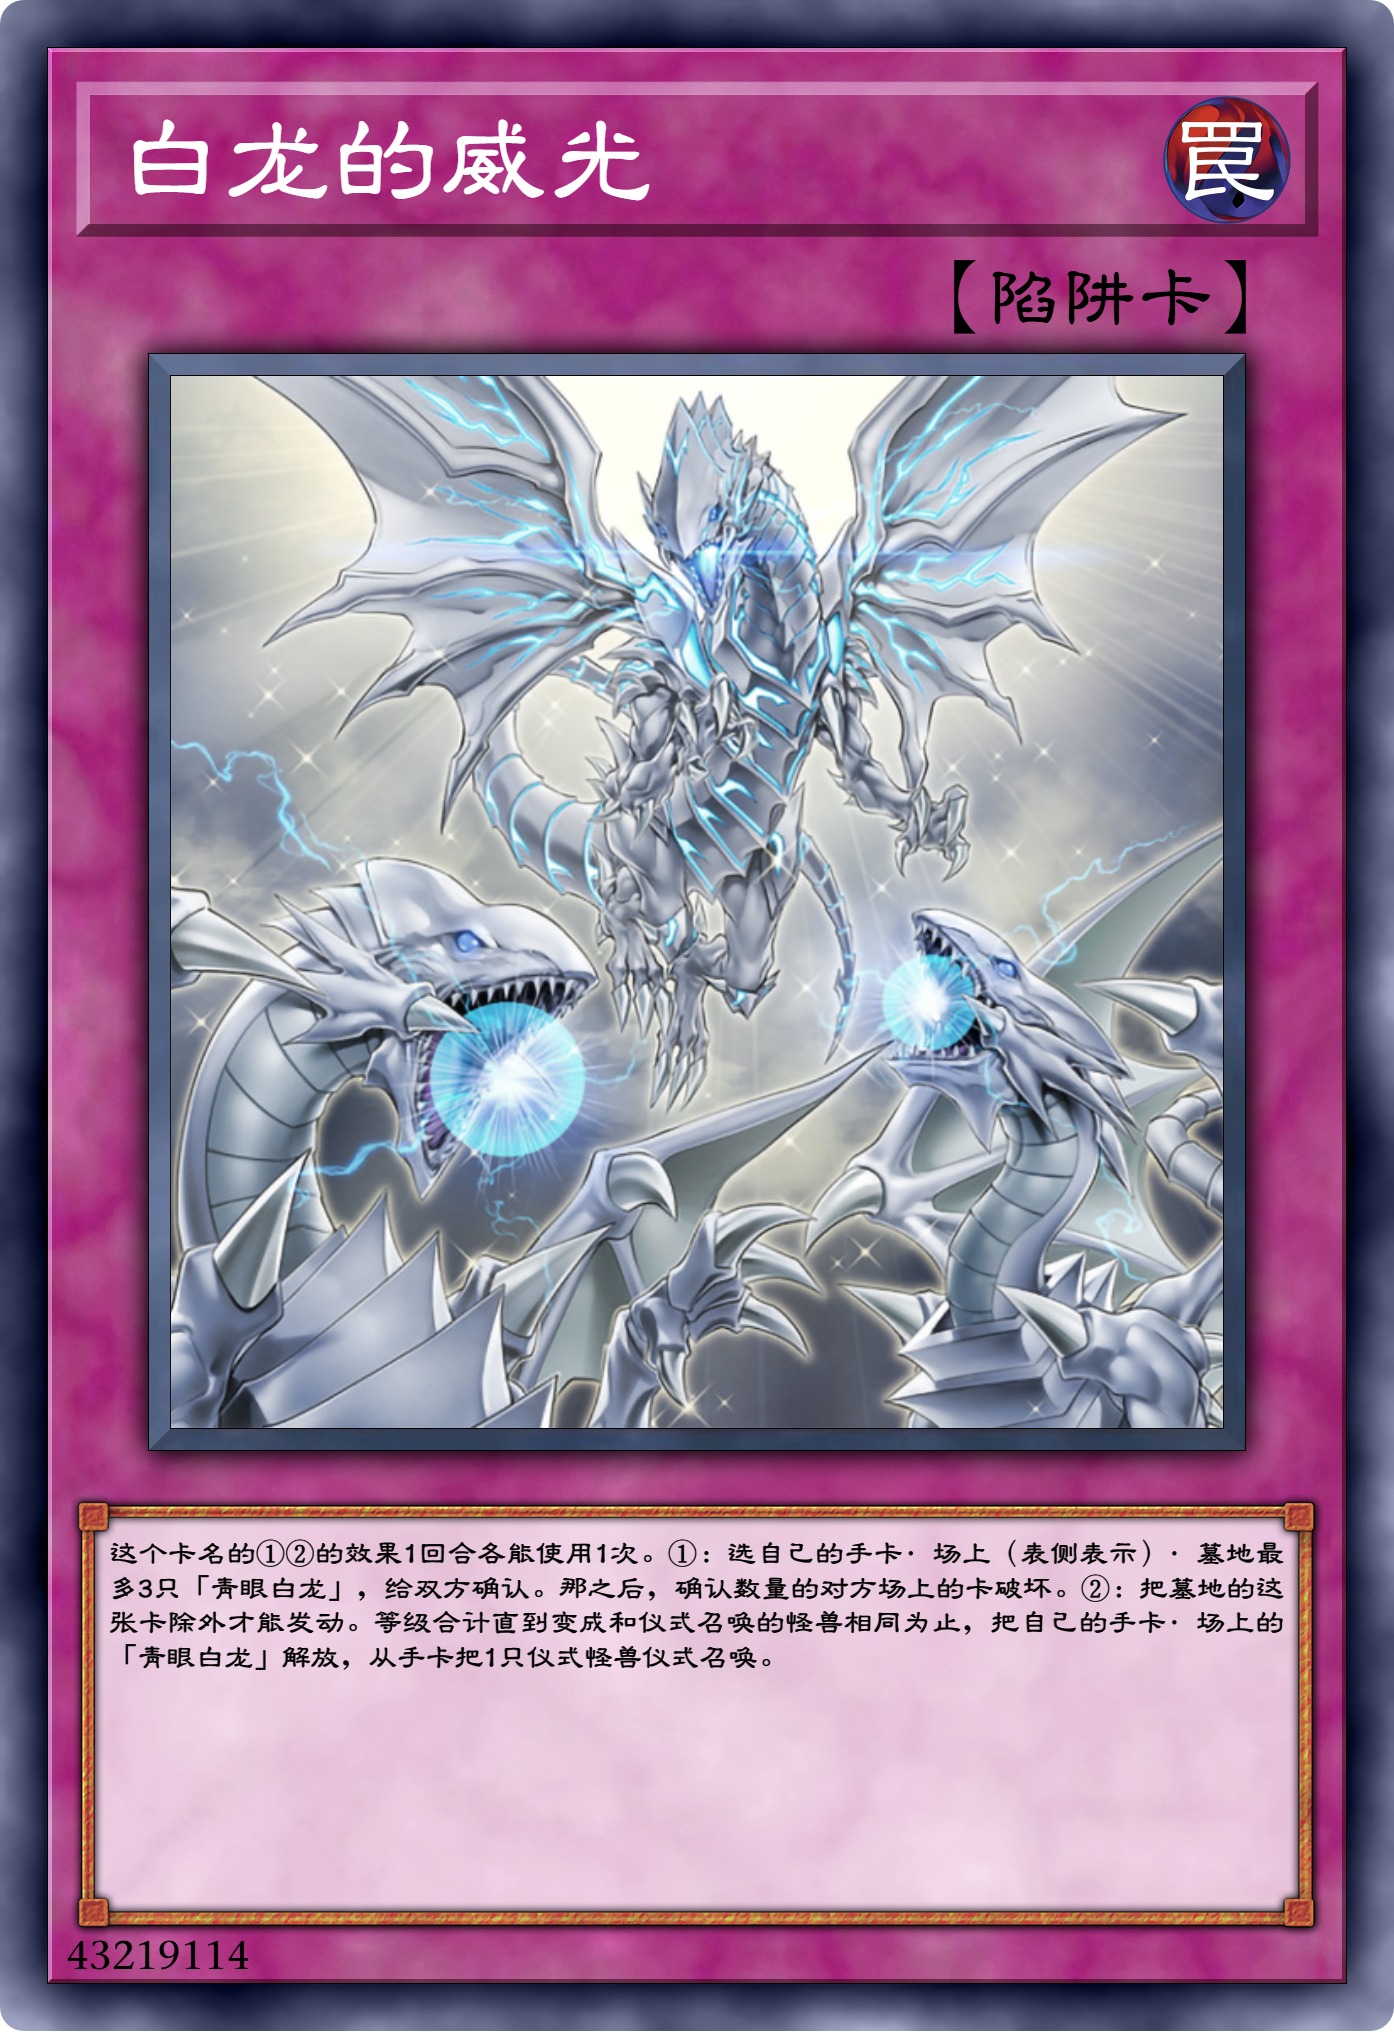 白龙的威光
罠
【陷阱卡】
这个卡名的①②的效果1回合各能使用1次。①：选自己的手卡·场上（表侧表示）·墓地最
多3只「青眼白龙」，给双方确认。那之后，确认数量的对方场上的卡破坏。②：把墓地的这
张卡除外才能发动。等级合计直到变成和仪式召唤的怪兽相同为止，把自己的手卡·场上的
「青眼白龙」解放，从手卡把1只仪式怪兽仪式召唤。
43219114